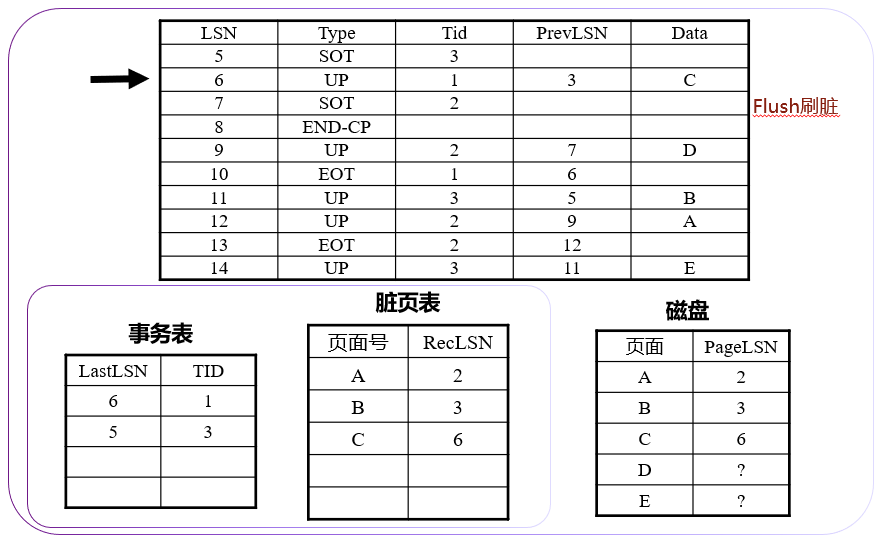 LSN Type Tid PrevLSN Data
5 SOT 3
6 UP 1 3 C
7 SOT 2
Flush刷脏
8 END-CP
9 UP 2 7 D
10 EOT 1 6
11 UP 3 5 B
12 UP 2 9 A
13 EOT 2 12
14 UP 3 11 E
事务表
LastLSN TID
6 1
5 3
脏页表
页面号 RecLSN
A 2
B 3
C 6
磁盘
页面 PageLSN
A 2
B 3
C 6
D ?
E ?